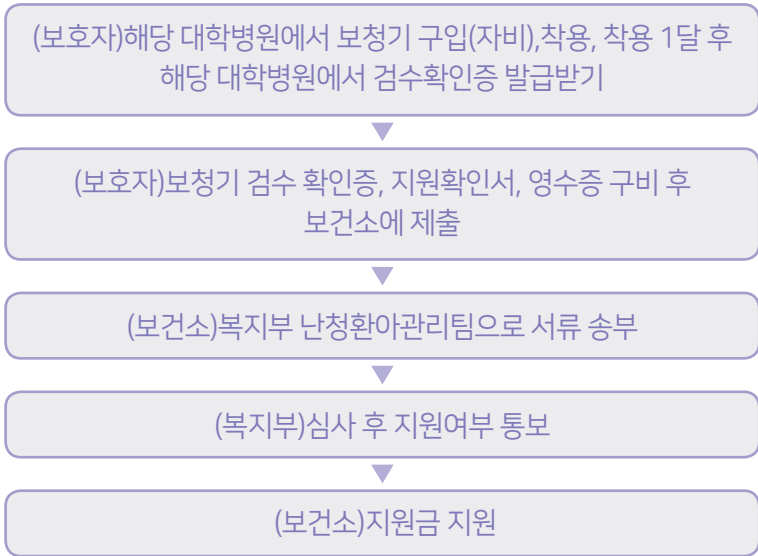 (보호자)해당 대학병원에서 보청기 구입(자비),착용, 착용 1달 후
해당 대학병원에서 검수확인증 발급받기
(보호자)보청기 검수 확인증, 지원확인서, 영수증 구비 후
보건소에 제출
(보건소)복지부 난청환아관리팀으로 서류 송부
(복지부)심사 후 지원여부 통보
(보건소)지원금 지원